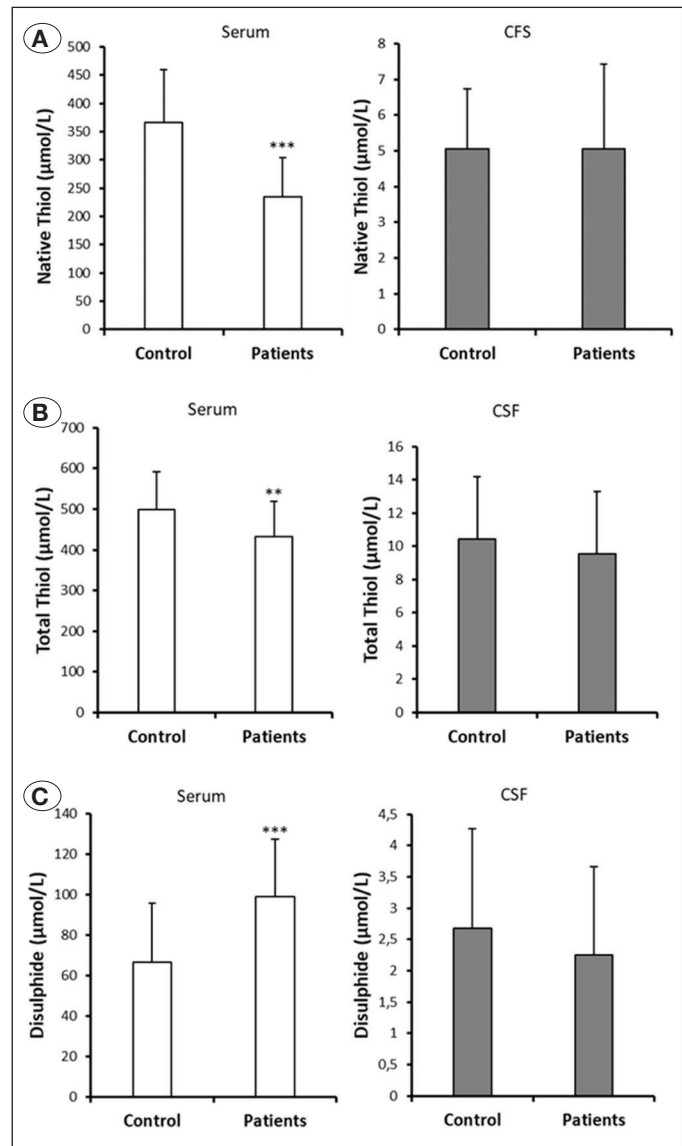 A
Serum
CFS
Native Thiol (µmol/L)
500
450
400
350
300
250
200
150
100
50
0
***
Control
Patients
Native Thiol (µmol/L)
8
7
6
5
4
3
2
1
0
Control
Patients
B
Serum
CSF
Total Thiol (µmol/L)
700
600
500
400
300
200
100
0
**
Control
Patients
Total Thiol (µmol/L)
16
14
12
10
8
6
4
2
0
Control
Patients
C
Serum
CSF
Disulphide (µmol/L)
140
120
100
80
60
40
20
0
***
Control
Patients
Disulphide (µmol/L)
4,5
4
3,5
3
2,5
2
1,5
1
0,5
0
Control
Patients